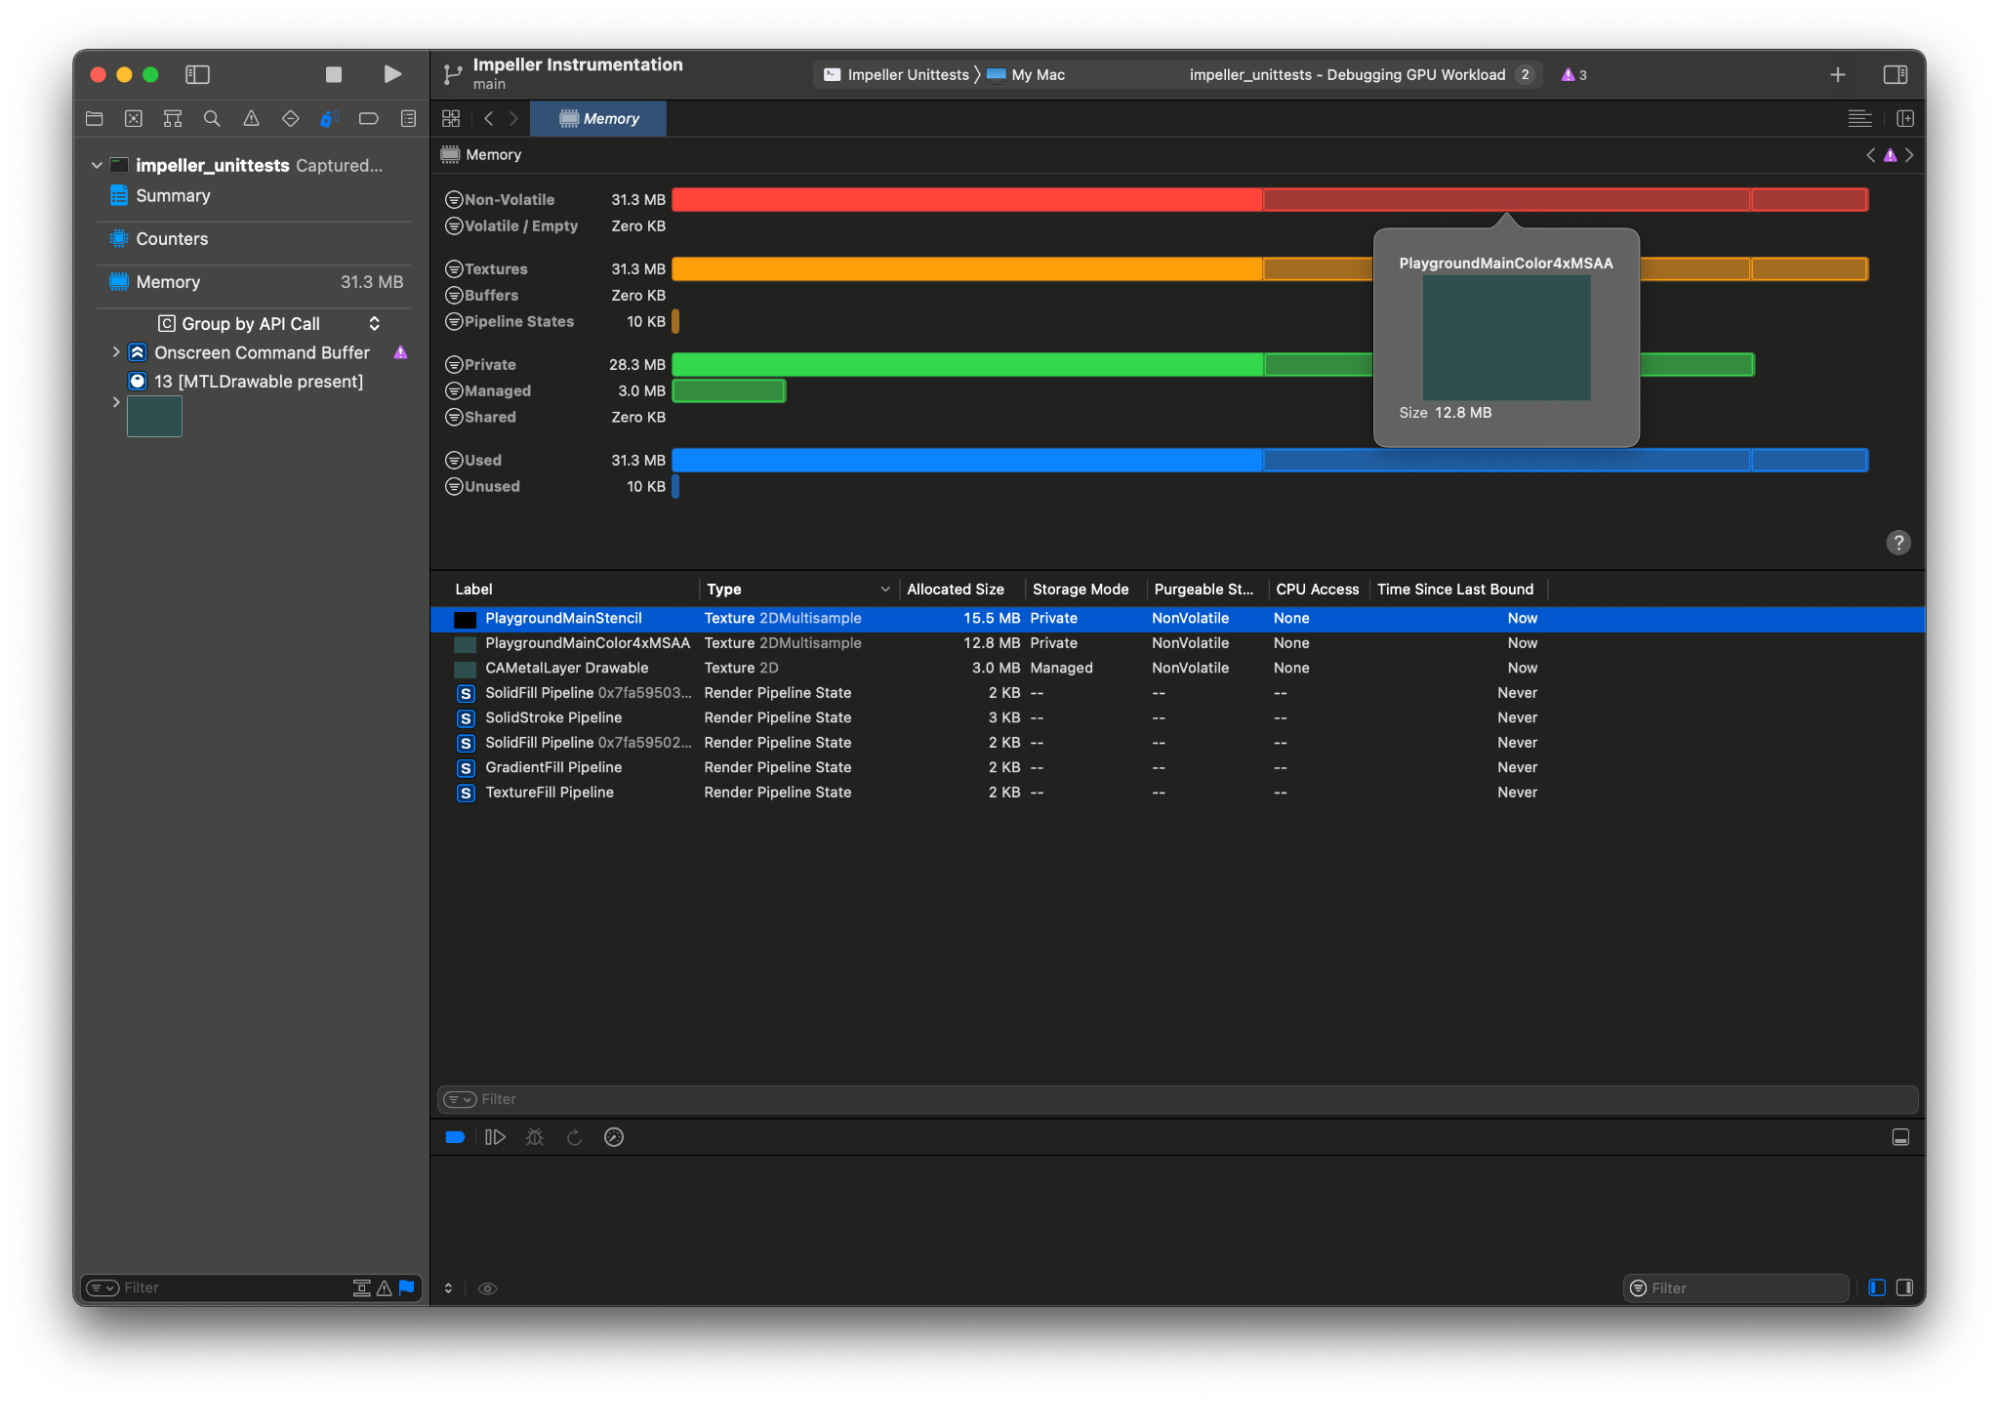 Impeller Instrumentation
main
Impeller Unittests 〉 My Mac
impeller_unittests - Debugging GPU Workload 2
3
Memory
impeller_unittests Captured...
Summary
Counters
Memory 31.3 MB
C Group by API Call
Onscreen Command Buffer
13 [MTLDrawable present]
Filter
Memory
Non-Volatile 31.3 MB
Volatile / Empty Zero KB
Textures 31.3 MB
Buffers Zero KB
Pipeline States 10 KB
Private 28.3 MB
Managed 3.0 MB
Shared Zero KB
Used 31.3 MB
Unused 10 KB
PlaygroundMainColor4xMSAA
Size 12.8 MB
?
Label Type Allocated Size Storage Mode Purgeable St... CPU Access Time Since Last Bound
PlaygroundMainStencil Texture 2DMultisample 15.5 MB Private NonVolatile None Now
PlaygroundMainColor4xMSAA Texture 2DMultisample 12.8 MB Private NonVolatile None Now
CAMetalLayer Drawable Texture 2D 3.0 MB Managed NonVolatile None Now
S SolidFill Pipeline 0x7fa59503... Render Pipeline State 2 KB -- -- -- Never
S SolidStroke Pipeline Render Pipeline State 3 KB -- -- -- Never
S SolidFill Pipeline 0x7fa59502... Render Pipeline State 2 KB -- -- -- Never
S GradientFill Pipeline Render Pipeline State 2 KB -- -- -- Never
S TextureFill Pipeline Render Pipeline State 2 KB -- -- -- Never
Filter
Filter